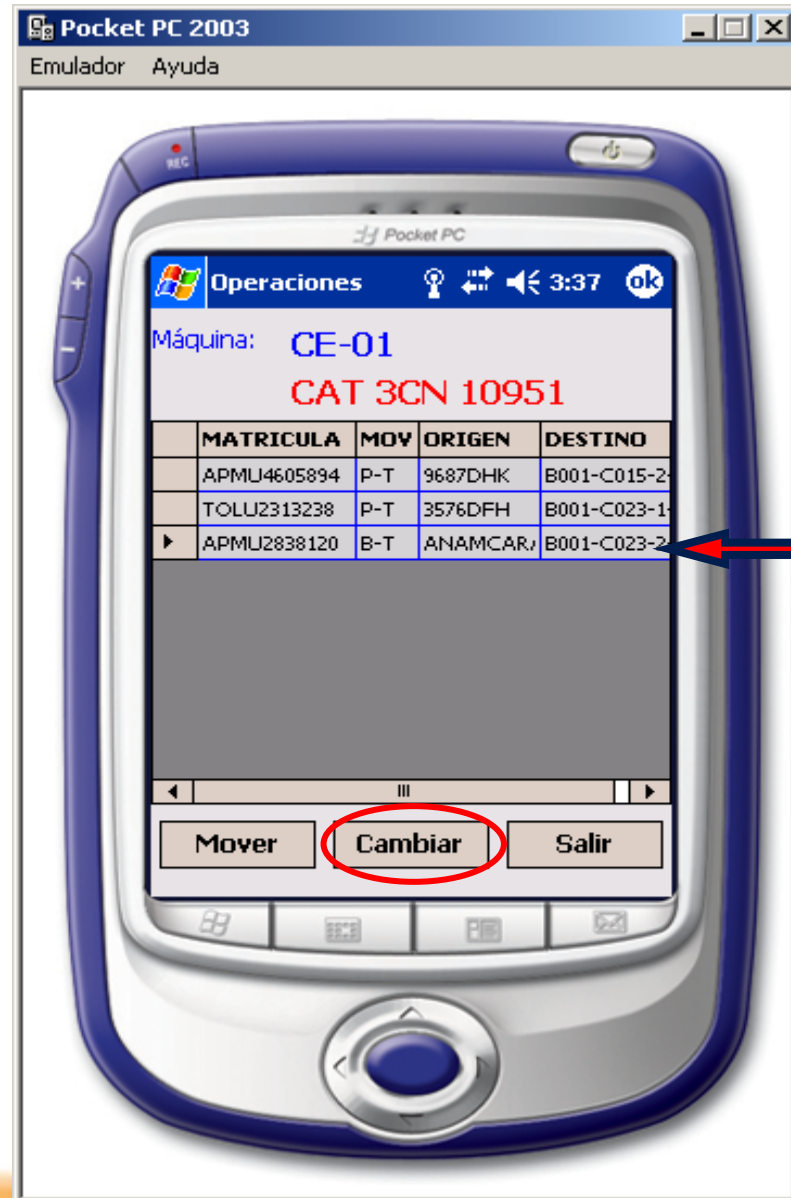 Pocket PC 2003
Emulador Ayuda
REC
Pocket PC
Operaciones 3:37 ok
Máquina: CE-01
CAT 3CN 10951
MATRICULA MOV ORIGEN DESTINO
APMU4605894 P-T 9687DHK B001-C015-2-
TOLU2313238 P-T 3576DFH B001-C023-1-
APMU2838120 B-T ANAMCAR B001-C023-2-
Mover Cambiar Salir